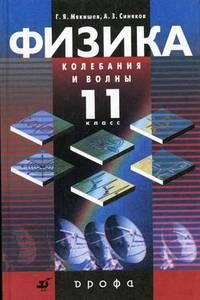 Г. Я. Мякишев, А. З. Синяков
ФИЗИКА
КОЛЕБАНИЯ
И ВОЛНЫ
11
класс
ДРОФА